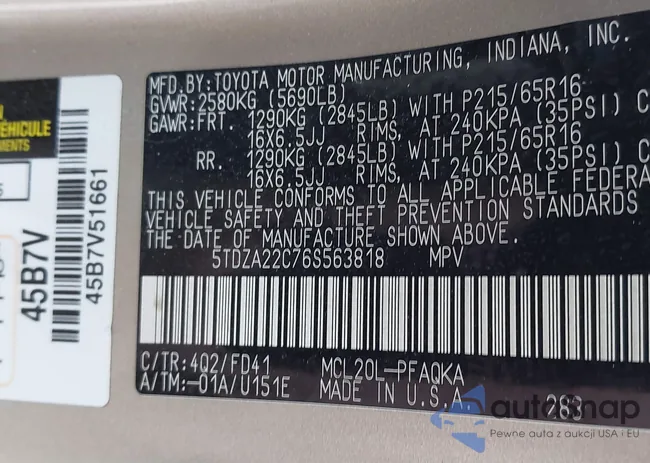 VEHICULE
45B7V
45B7V51661
MFD.BY:TOYOTA MOTOR MANUFACTURING, INDIANA, INC.
GVWR:2580KG (5690LB)
GAWR:FRT. 1290KG (2845LB) WITH P215/65R16
16X6.5JJ RIMS, AT 240KPA (35PSI) C
RR. 1290KG (2845LB) WITH P215/65R16
16X6.5JJ RIMS, AT 240KPA (35PSI) C
THIS VEHICLE CONFORMS TO ALL APPLICABLE FEDERA
VEHICLE SAFETY AND THEFT PREVENTION STANDARDS
THE DATE OF MANUFACTURE SHOWN ABOVE.
5TDZA22C76S563818 MPV
C/TR:4Q2/FD41 MCL20L-PFAQKA
A/TM:-01A/U151E MADE IN U.S.A. 283
autosnap
Pewne auta z aukcji USA i EU